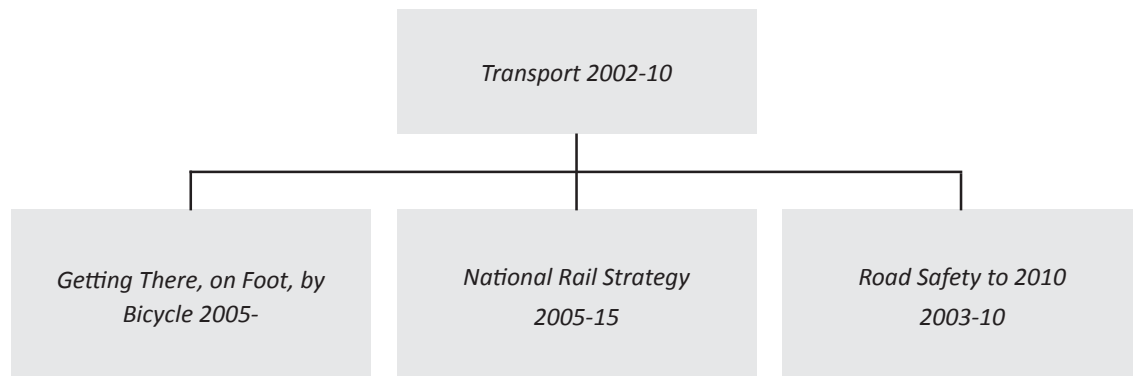 Transport 2002-10
Getting There, on Foot, by
Bicycle 2005-
National Rail Strategy
2005-15
Road Safety to 2010
2003-10